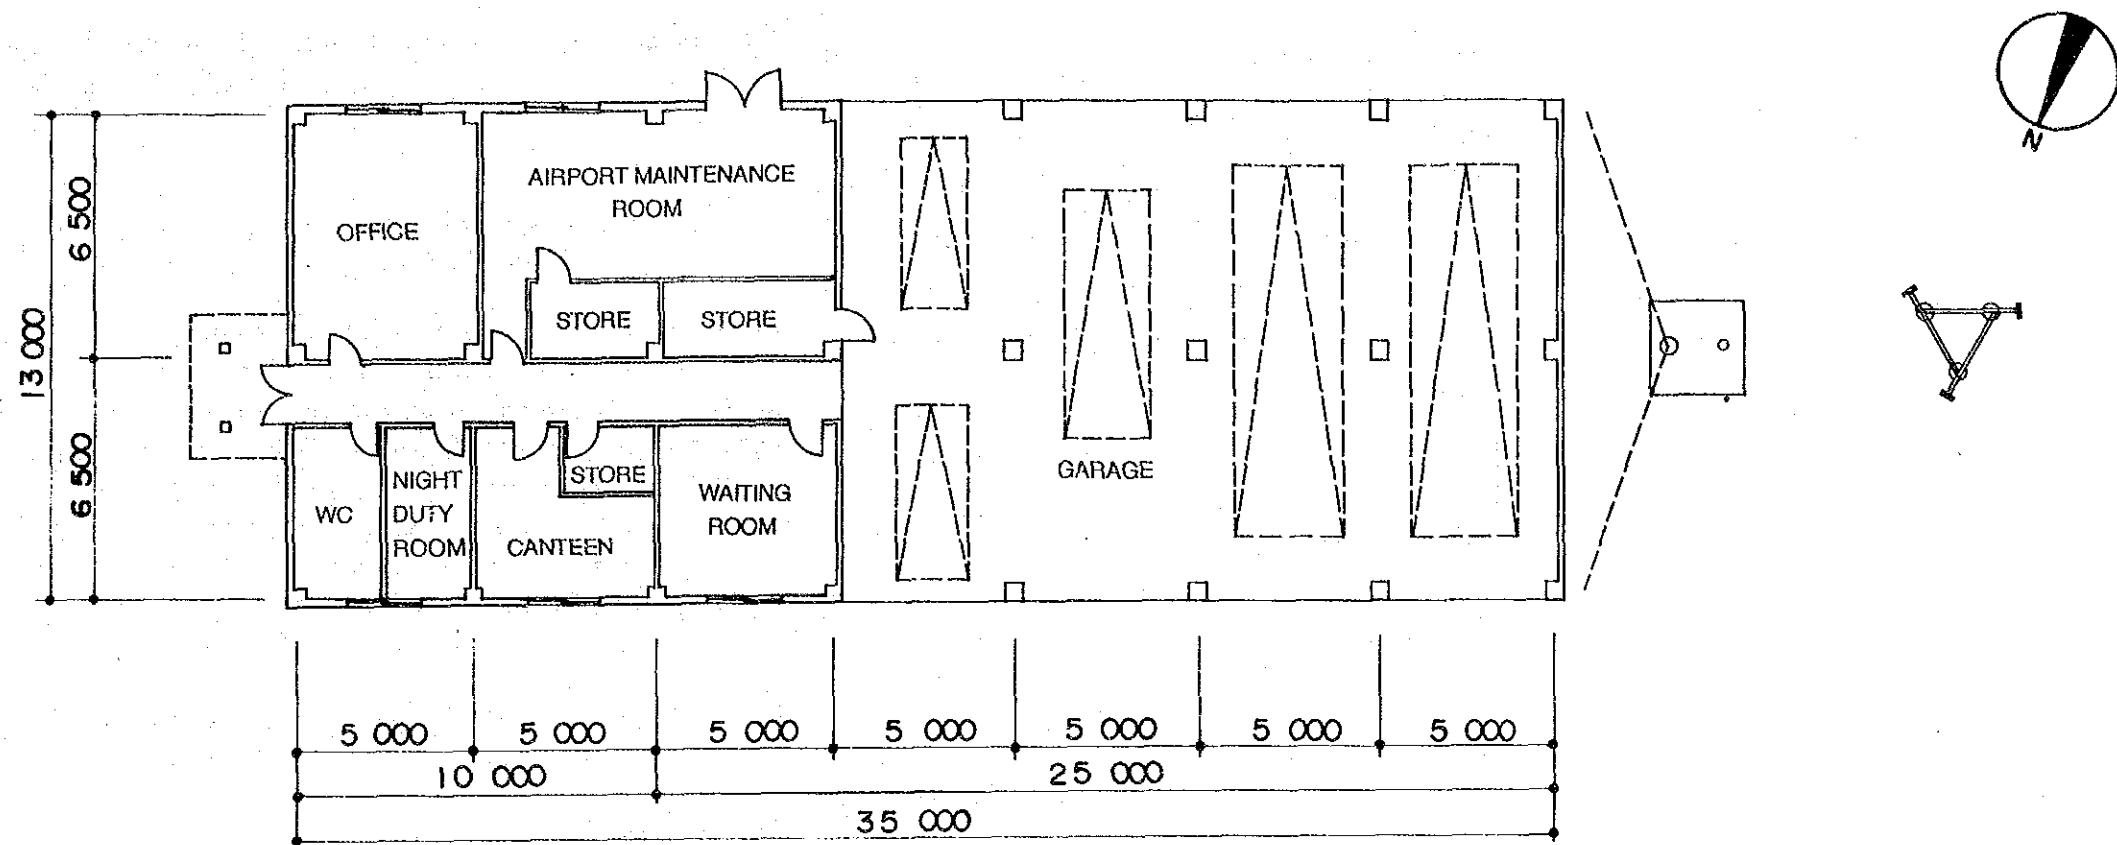 N
AIRPORT MAINTENANCE
ROOM
OFFICE
6 500
13 000
6 500
STORE
STORE
STORE
GARAGE
WC
NIGHT
DUTY
ROOM
CANTEEN
WAITING
ROOM
5 000
5 000
5 000
5 000
5 000
5 000
5 000
10 000
25 000
35 000